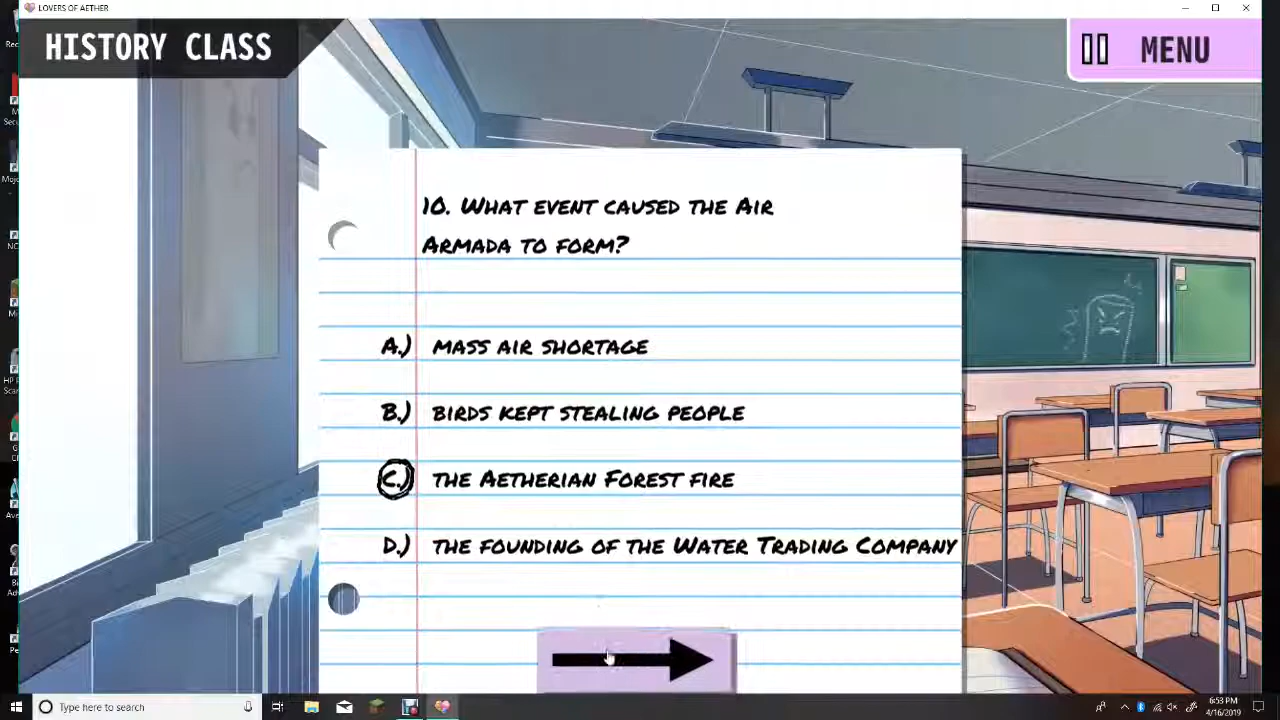 LOVERS OF AETHER
HISTORY CLASS
MENU
10. WHAT EVENT CAUSED THE AIR
ARMADA TO FORM?
A.) MASS AIR SHORTAGE
B.) BIRDS KEPT STEALING PEOPLE
C.) THE AETHERIAN FOREST FIRE
D.) THE FOUNDING OF THE WATER TRADING COMPANY
Type here to search
6:53 PM
4/16/2019